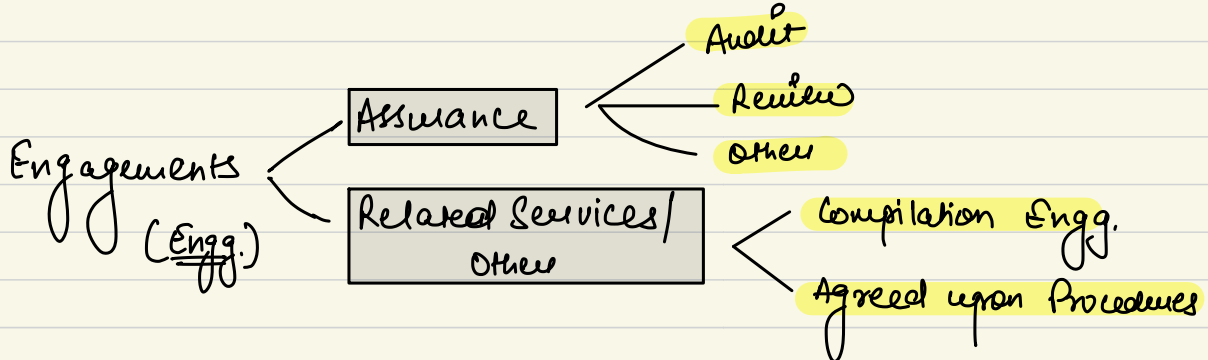 Audit
Review
Other
Assurance
Engagements
(Engg.)
Related Services/
Other
Compilation Engg.
Agreed upon Procedures